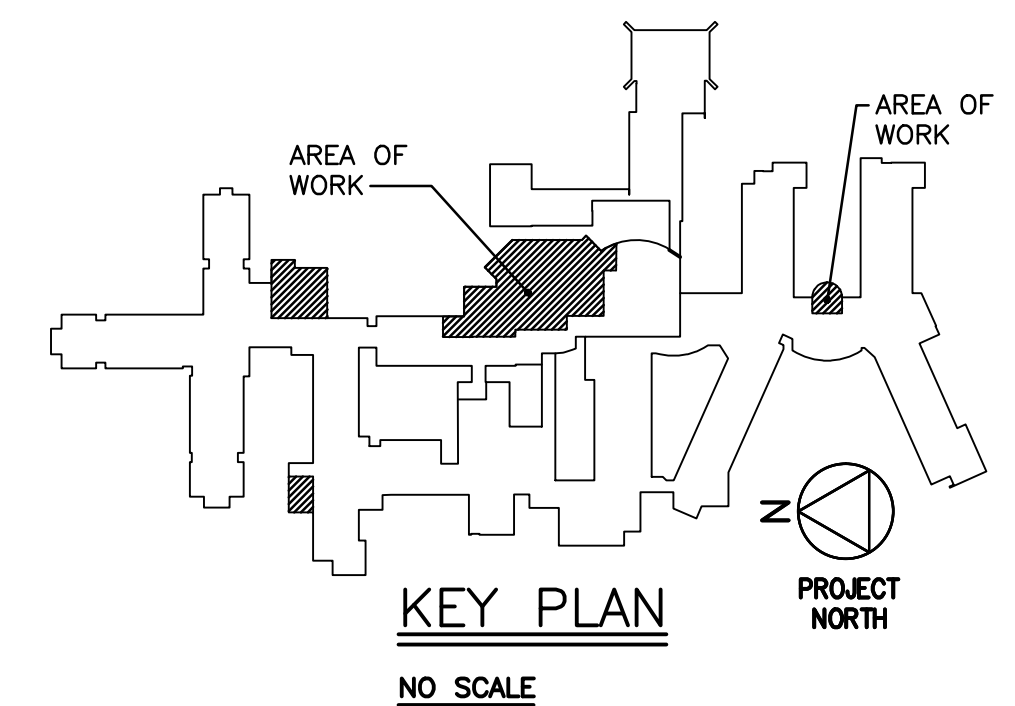 AREA OF
WORK
AREA OF
WORK
N
PROJECT
NORTH
KEY PLAN
NO SCALE